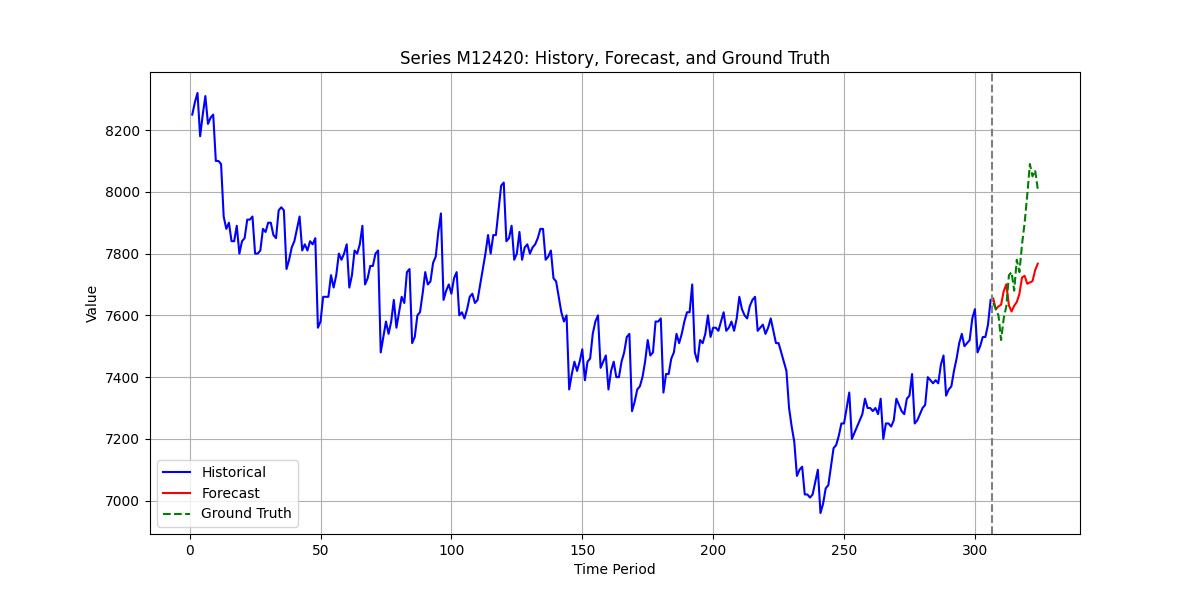 Series M12420: History, Forecast, and Ground Truth
8200
8000
7800
7600
7400
7200
7000
Value
Historical
Forecast
Ground Truth
0 50 100 150 200 250 300
Time Period